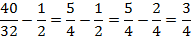 40/32 − 1/2 = 5/4 − 1/2 = 5/4 − 2/4 = 3/4